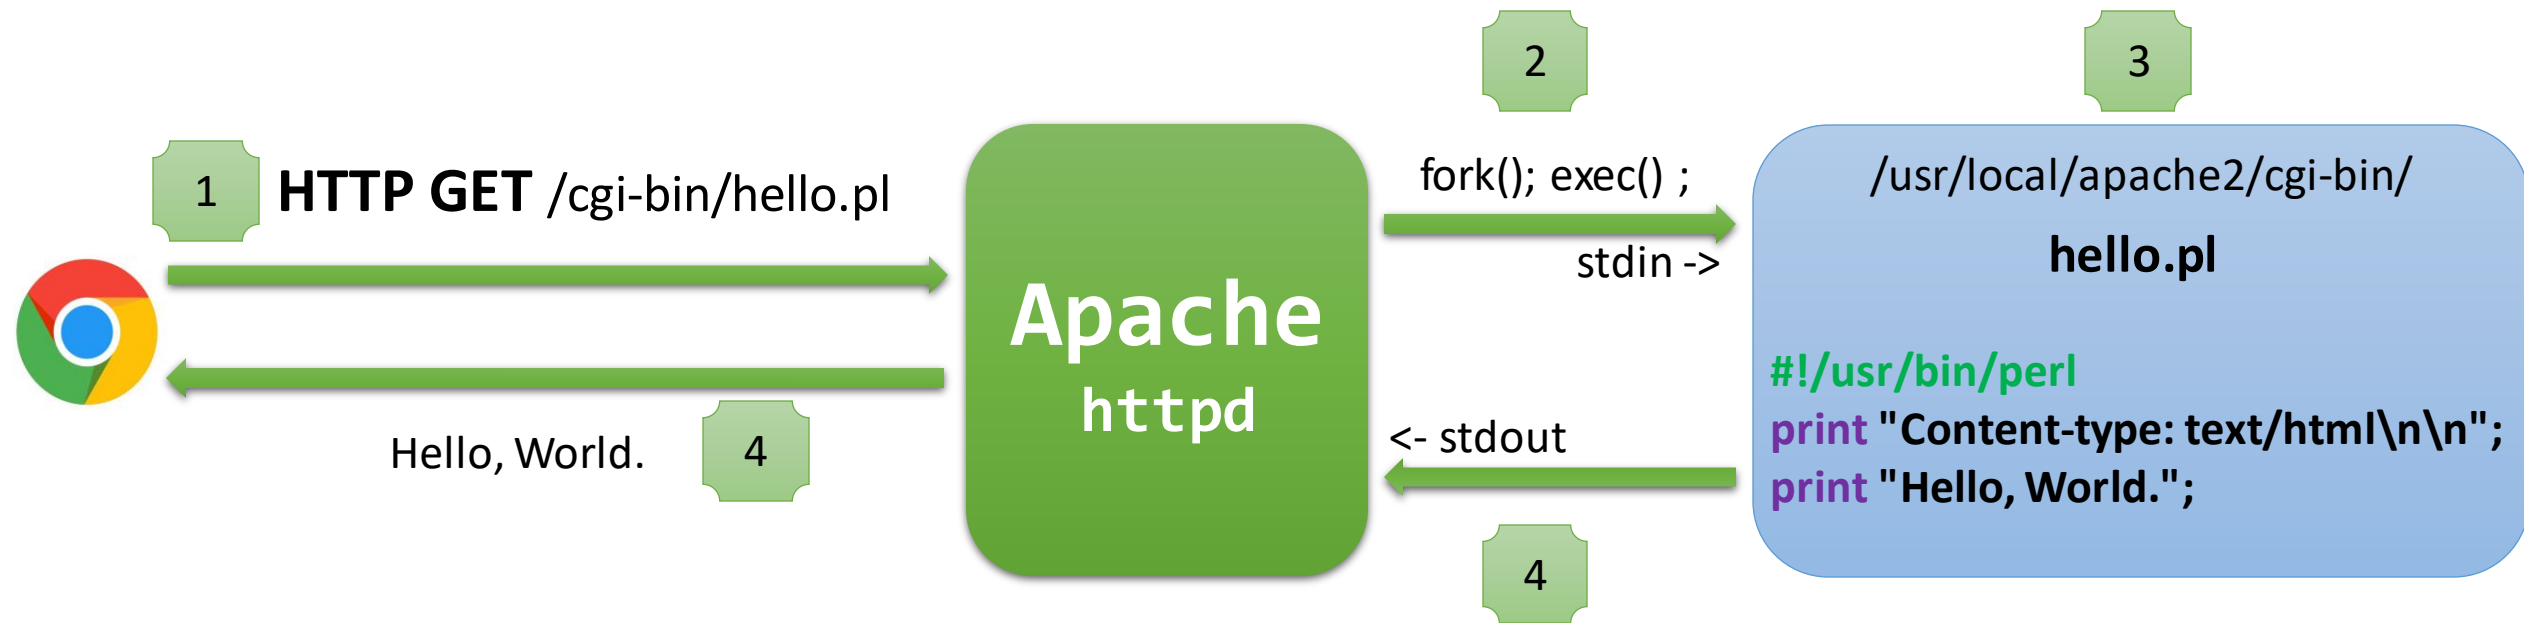 1
HTTP GET /cgi-bin/hello.pl
Hello, World.
4
Apache
httpd
2
fork(); exec() ;
stdin ->
<- stdout
4
3
/usr/local/apache2/cgi-bin/
hello.pl
#!/usr/bin/perl
print "Content-type: text/html\n\n";
print "Hello, World.";